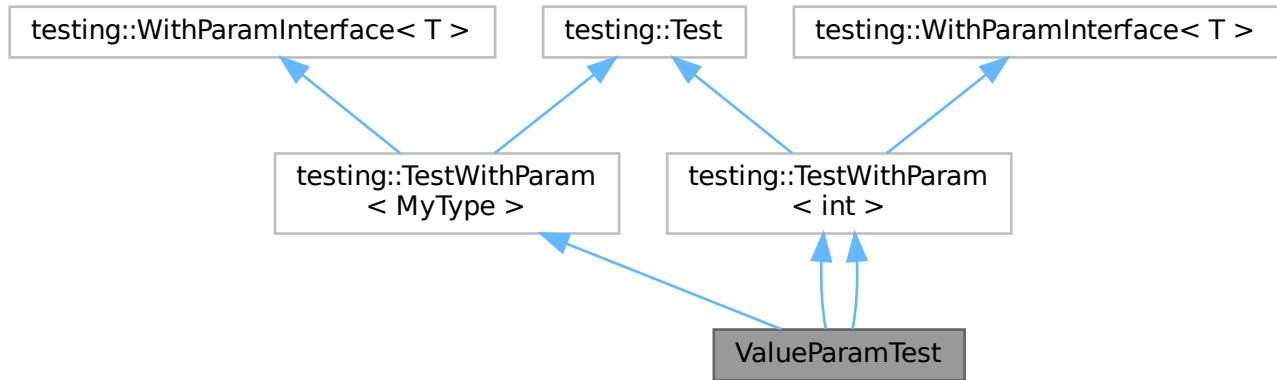 testing::WithParamInterface< T >
testing::Test
testing::WithParamInterface< T >
testing::TestWithParam
< MyType >
testing::TestWithParam
< int >
ValueParamTest